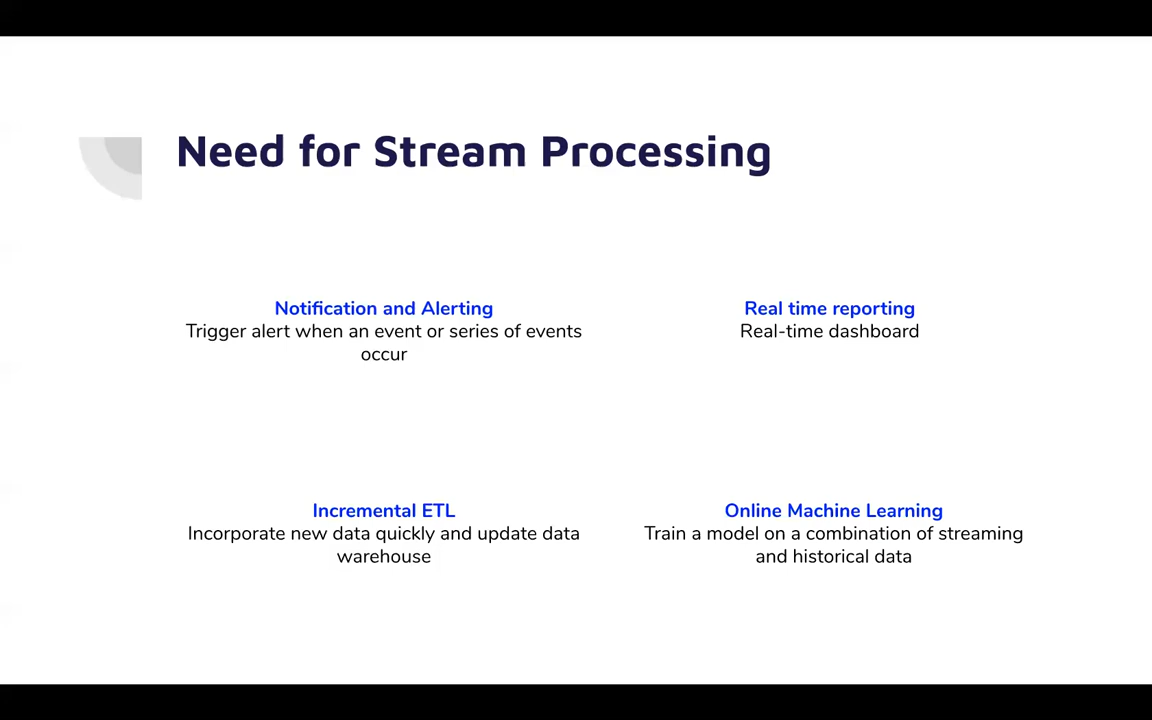 Need for Stream Processing
Notification and Alerting
Trigger alert when an event or series of events
occur
Real time reporting
Real-time dashboard
Incremental ETL
Incorporate new data quickly and update data
warehouse
Online Machine Learning
Train a model on a combination of streaming
and historical data